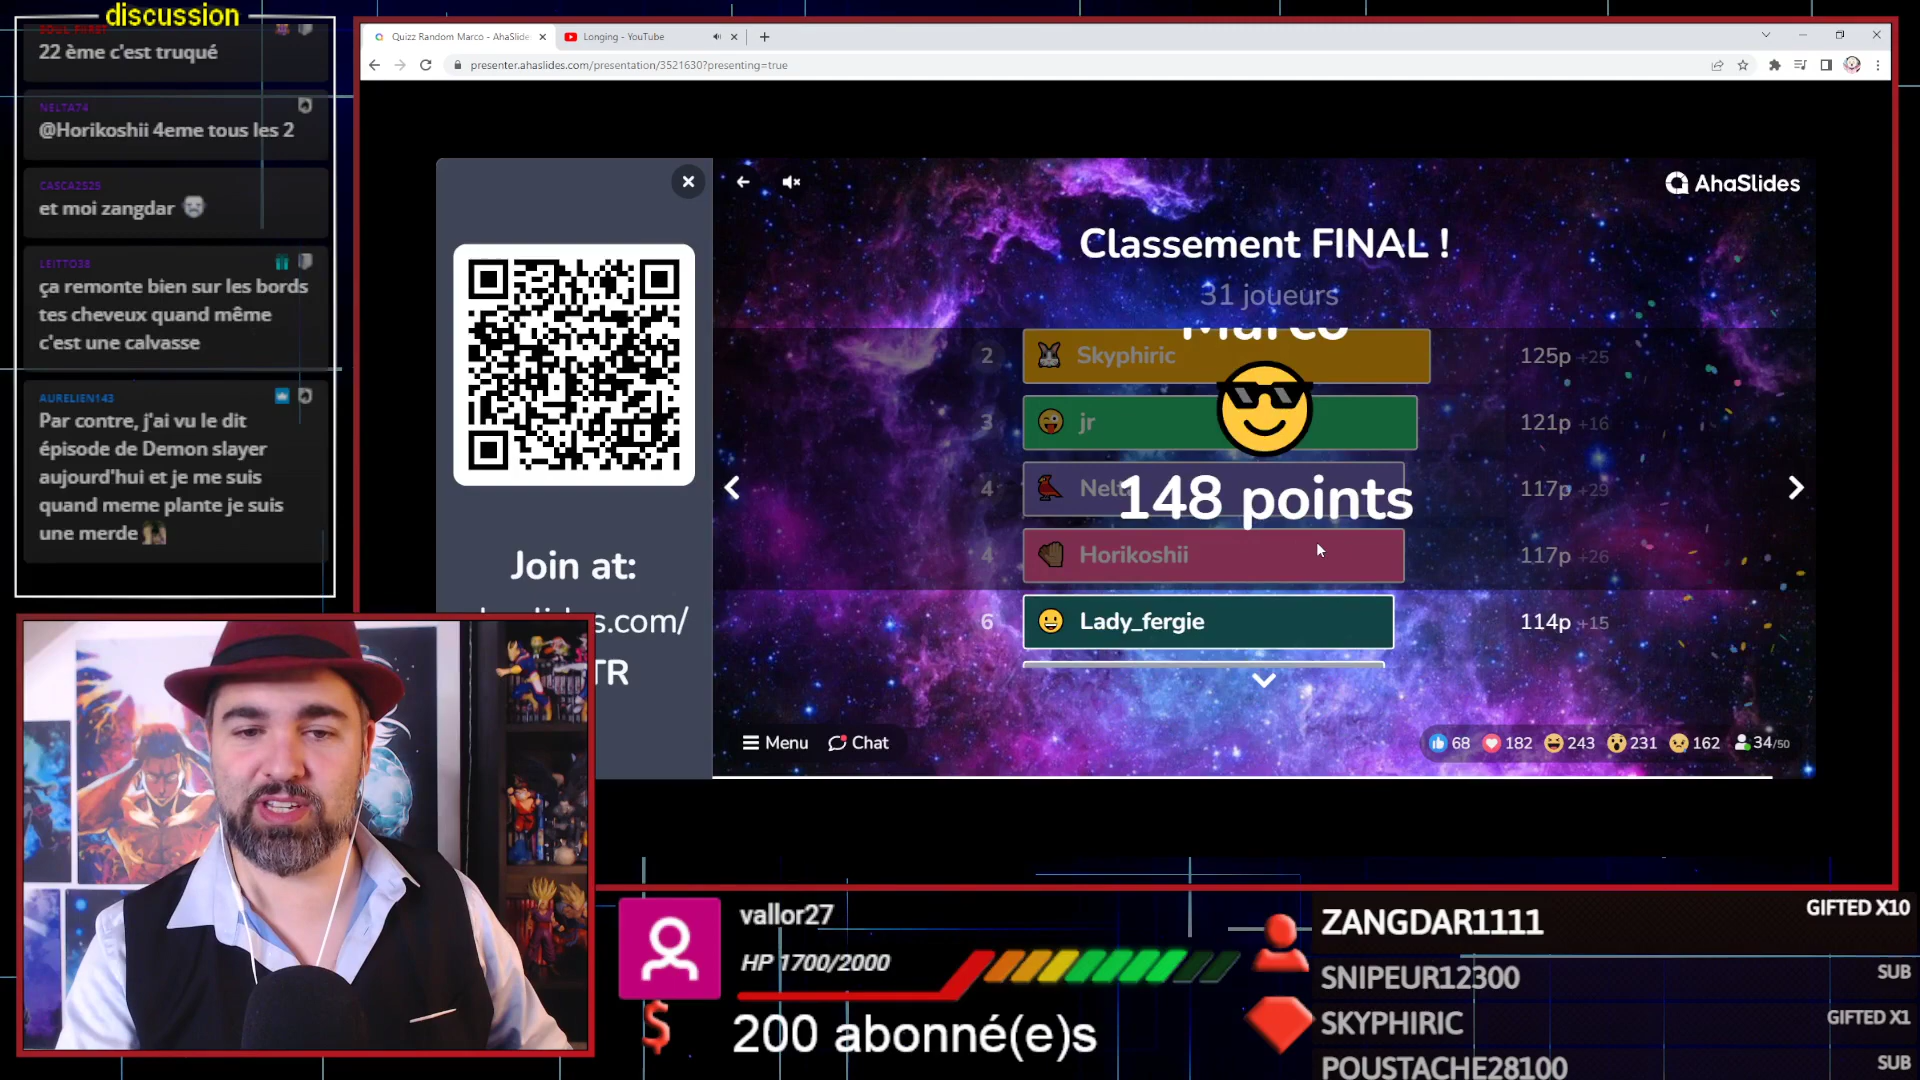 discussion
22 ème c'est truqué
NELTA74
@Horikoshii 4eme tous les 2
CASCA2525
et moi zangdar
LEITTO38
ça remonte bien sur les bords
tes cheveux quand même
c'est une calvasse
AURELIEN143
Par contre, j'ai vu le dit
épisode de Demon slayer
aujourd'hui et je me suis
quand meme plante je suis
une merde
Quizz Random Marco - AhaSlide
Longing - YouTube
presenter.ahaslides.com/presentation/3521630?presenting=true
Join at:
s.com/
TR
AhaSlides
Classement FINAL !
31 joueurs
Marco
2 Skyphiric 125p +25
3 jr 121p +16
4 Nelt 117p +29
148 points
4 Horikoshii 117p +26
6 Lady_fergie 114p +15
Menu Chat
68 182 243 231 162 34/50
vallor27
HP 1700/2000
200 abonné(e)s
ZANGDAR1111 GIFTED X10
SNIPEUR12300 SUB
SKYPHIRIC GIFTED X1
POUSTACHE28100 SUB